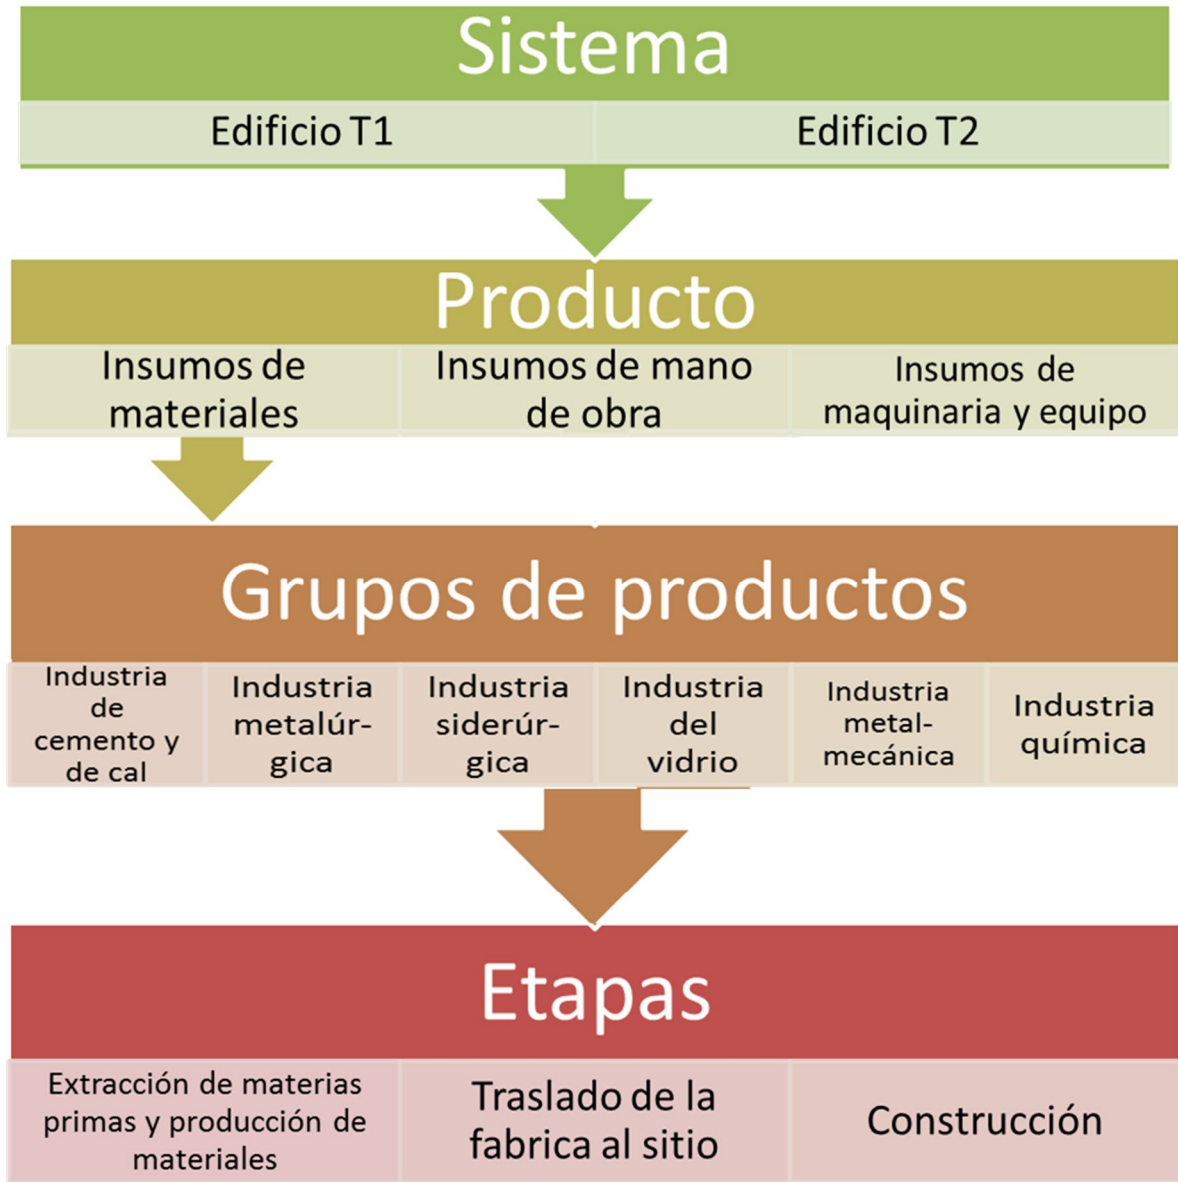 Sistema
Edificio T1
Edificio T2
Producto
Insumos de
materiales
Insumos de mano
de obra
Insumos de
maquinaria y equipo
Grupos de productos
Industria
de
cemento y
de cal
Industria
metalúr-
gica
Industria
siderúr-
gica
Industria
del
vidrio
Industria
metal-
mecánica
Industria
química
Etapas
Extracción de materias
primas y producción de
materiales
Traslado de la
fabrica al sitio
Construcción